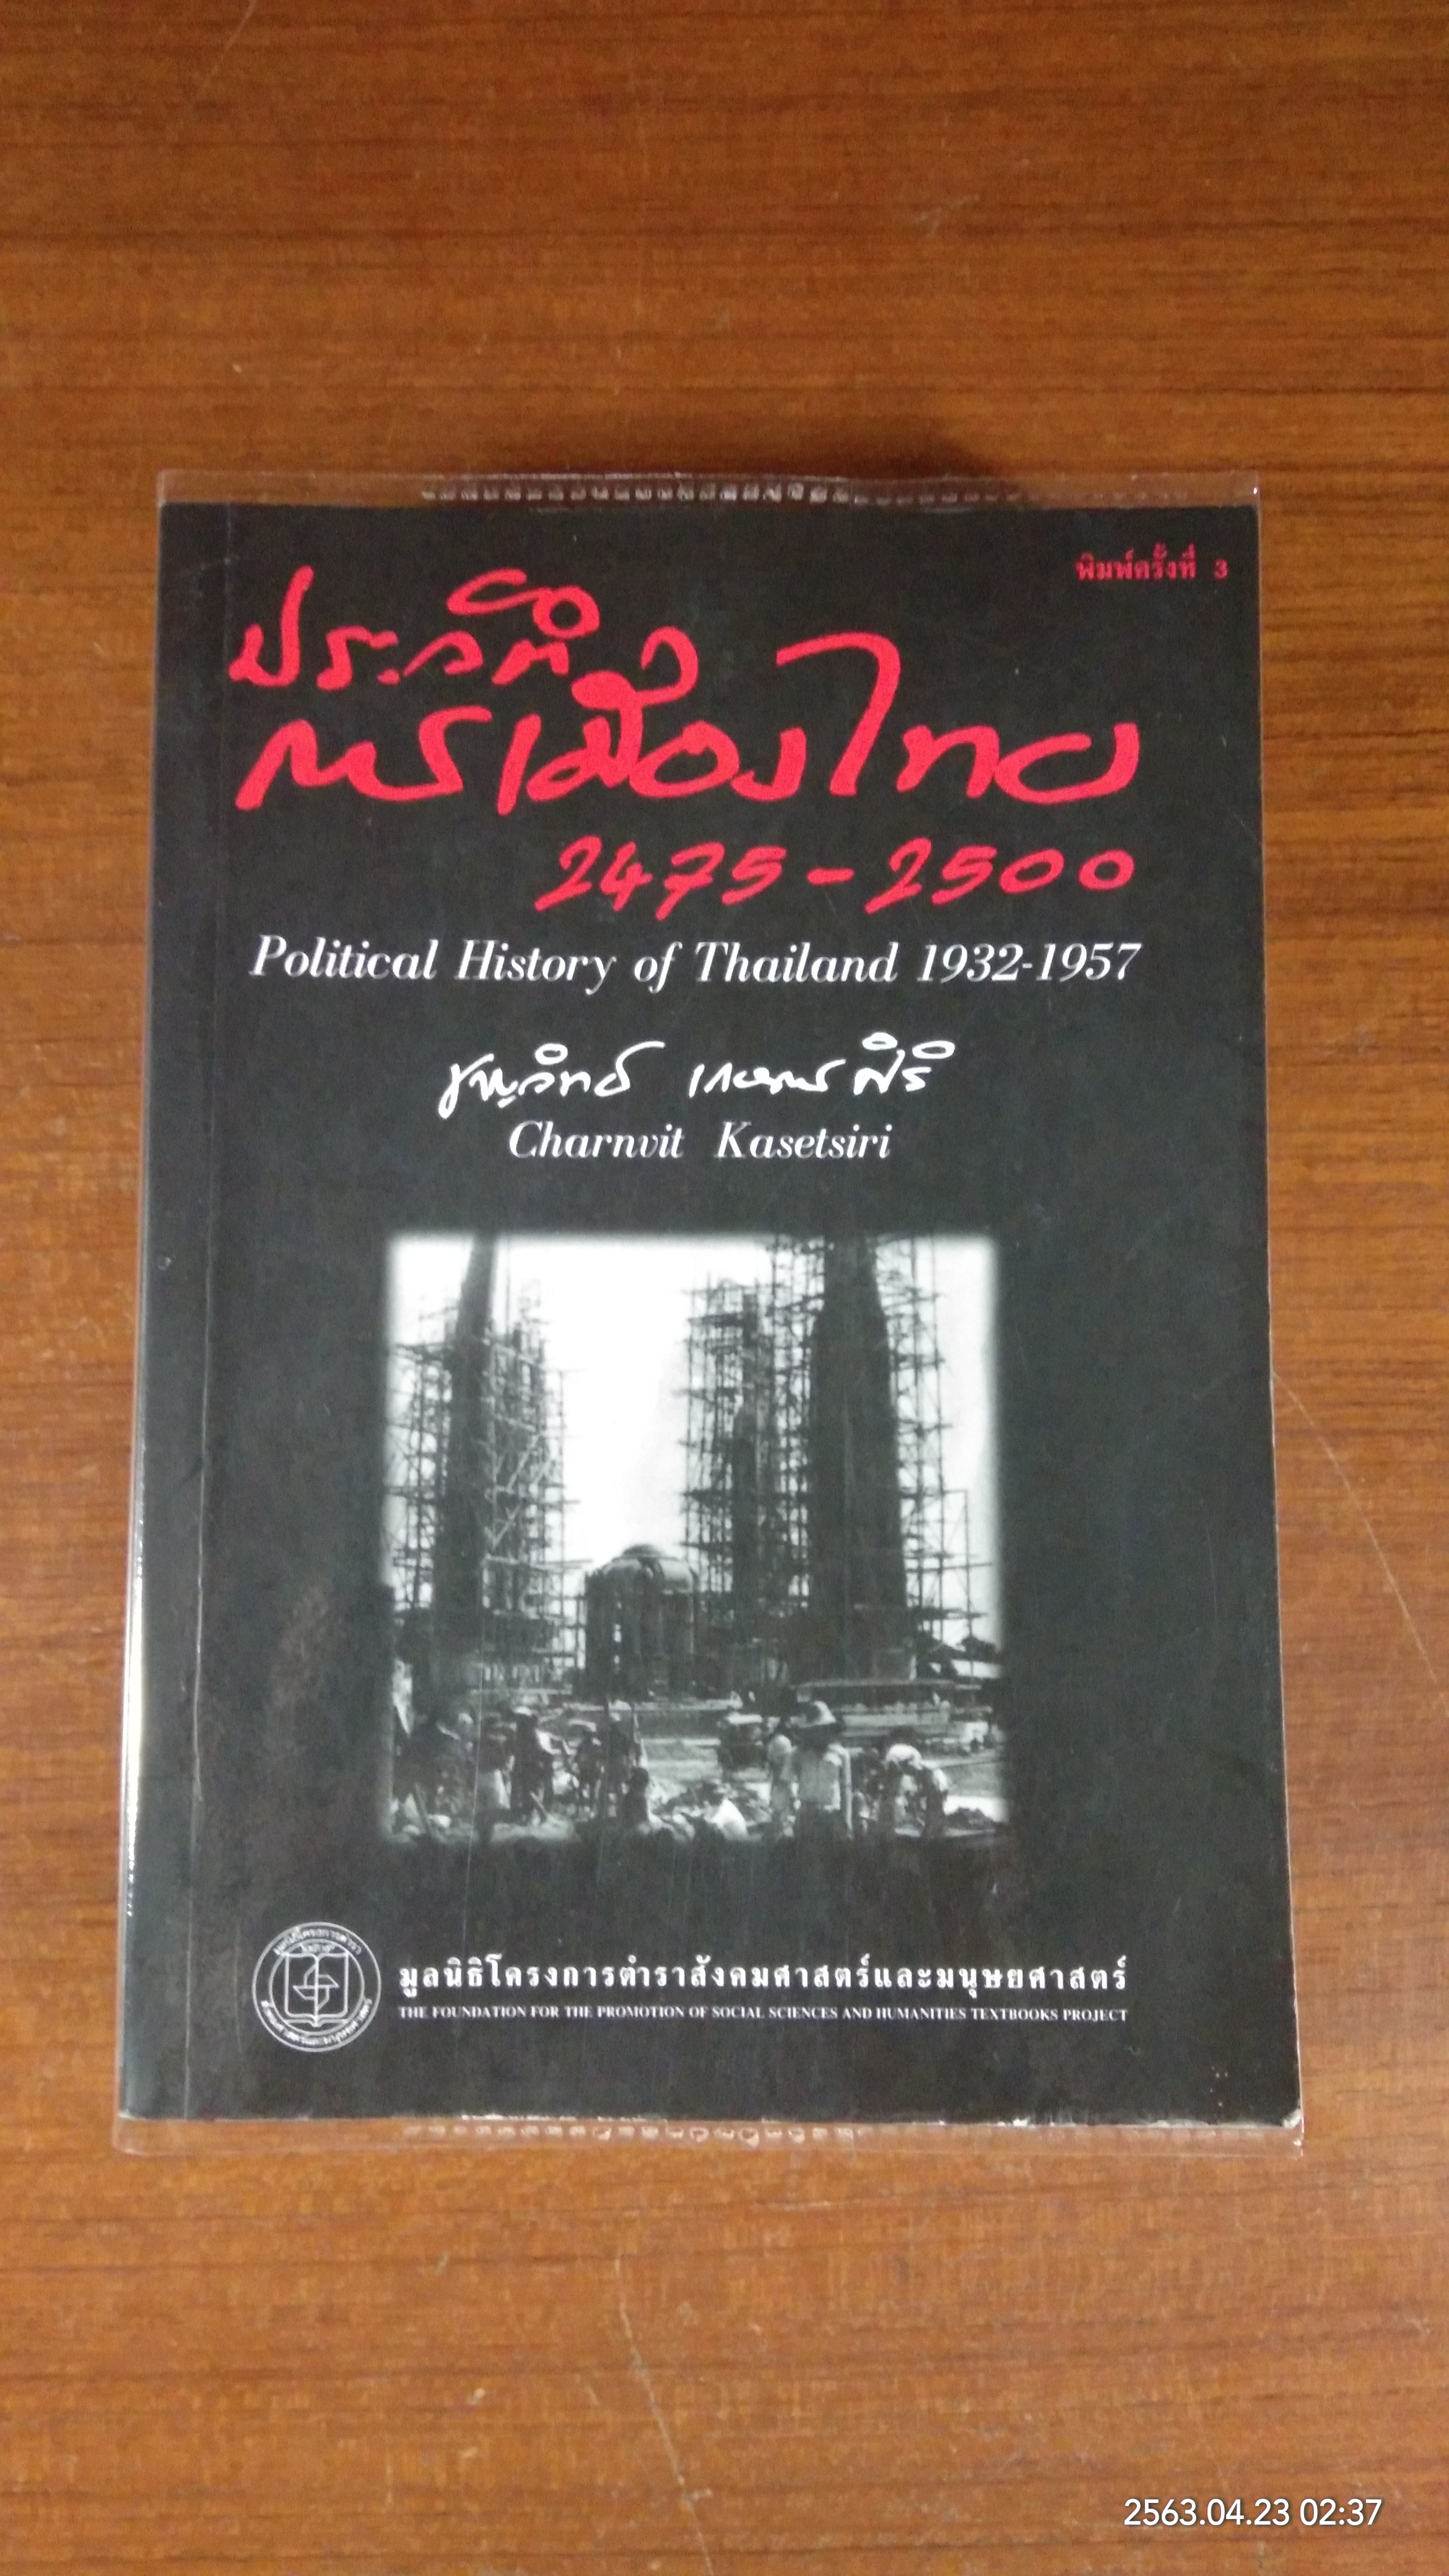 พิมพ์ครั้งที่ 3
ประวัติ
การเมืองไทย
2475-2500
Political History of Thailand 1932-1957
ชาญวิทย์ เกษตรศิริ
Charnvit Kasetsiri
มูลนิธิโครงการตำราสังคมศาสตร์และมนุษยศาสตร์
THE FOUNDATION FOR THE PROMOTION OF SOCIAL SCIENCES AND HUMANITIES TEXTBOOKS PROJECT
2563.04.23 02:37